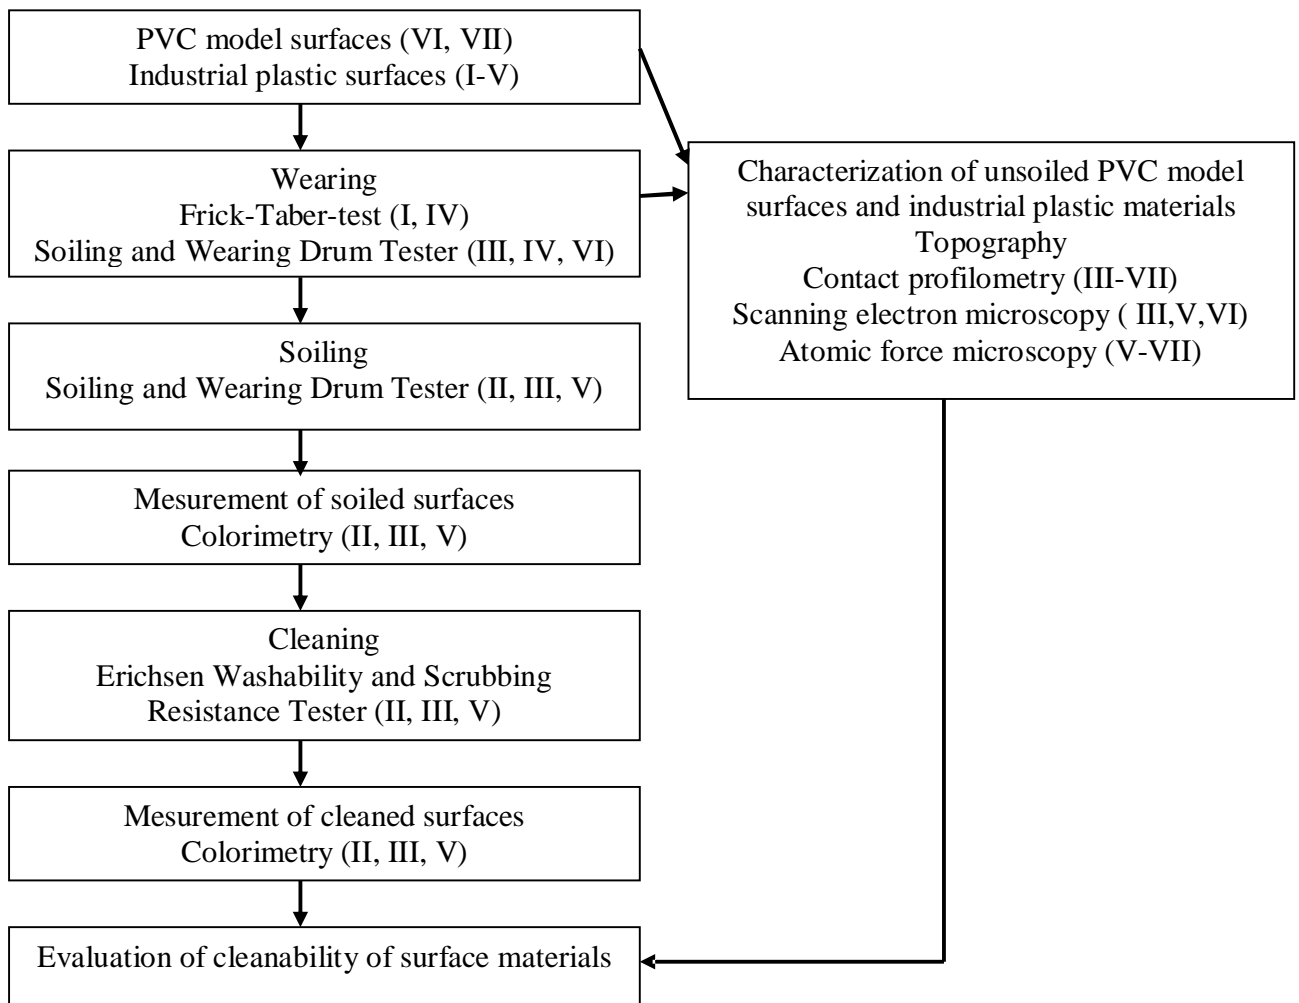 PVC model surfaces (VI, VII)
Industrial plastic surfaces (I-V)
Wearing
Frick-Taber-test (I, IV)
Soiling and Wearing Drum Tester (III, IV, VI)
Characterization of unsoiled PVC model
surfaces and industrial plastic materials
Topography
Contact profilometry (III-VII)
Scanning electron microscopy ( III,V,VI)
Atomic force microscopy (V-VII)
Soiling
Soiling and Wearing Drum Tester (II, III, V)
Mesurement of soiled surfaces
Colorimetry (II, III, V)
Cleaning
Erichsen Washability and Scrubbing
Resistance Tester (II, III, V)
Mesurement of cleaned surfaces
Colorimetry (II, III, V)
Evaluation of cleanability of surface materials